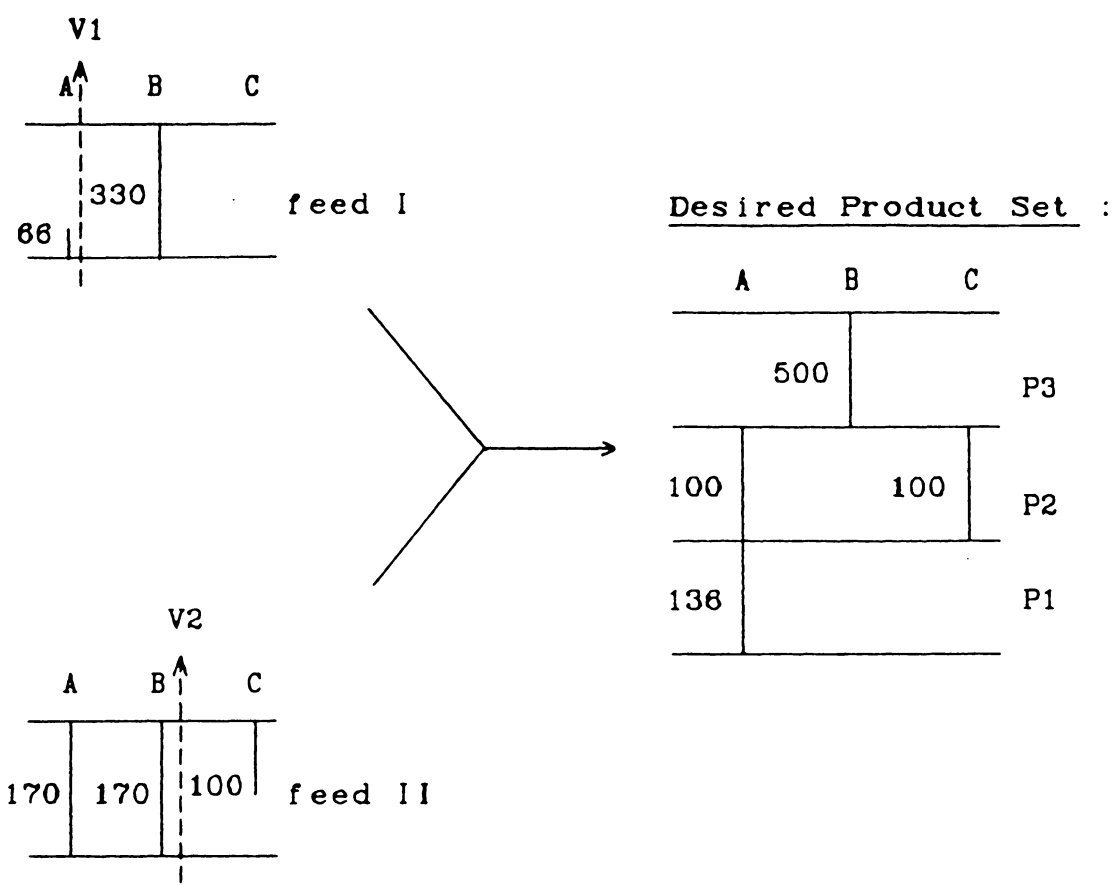 V1
A B C
330
66
feed I
Desired Product Set :
A B C
500
P3
100 100 P2
136 P1
V2
A B C
170 170 100 feed II